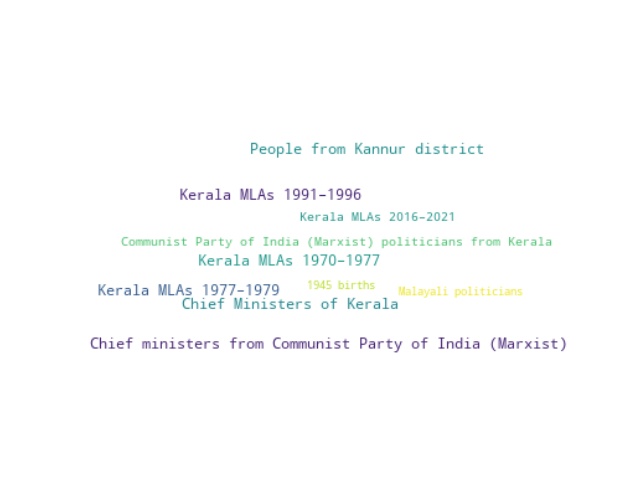 People from Kannur district
Kerala MLAs 1991–1996
Kerala MLAs 2016–2021
Communist Party of India (Marxist) politicians from Kerala
Kerala MLAs 1970–1977
1945 births
Kerala MLAs 1977–1979
Malayali politicians
Chief Ministers of Kerala
Chief ministers from Communist Party of India (Marxist)